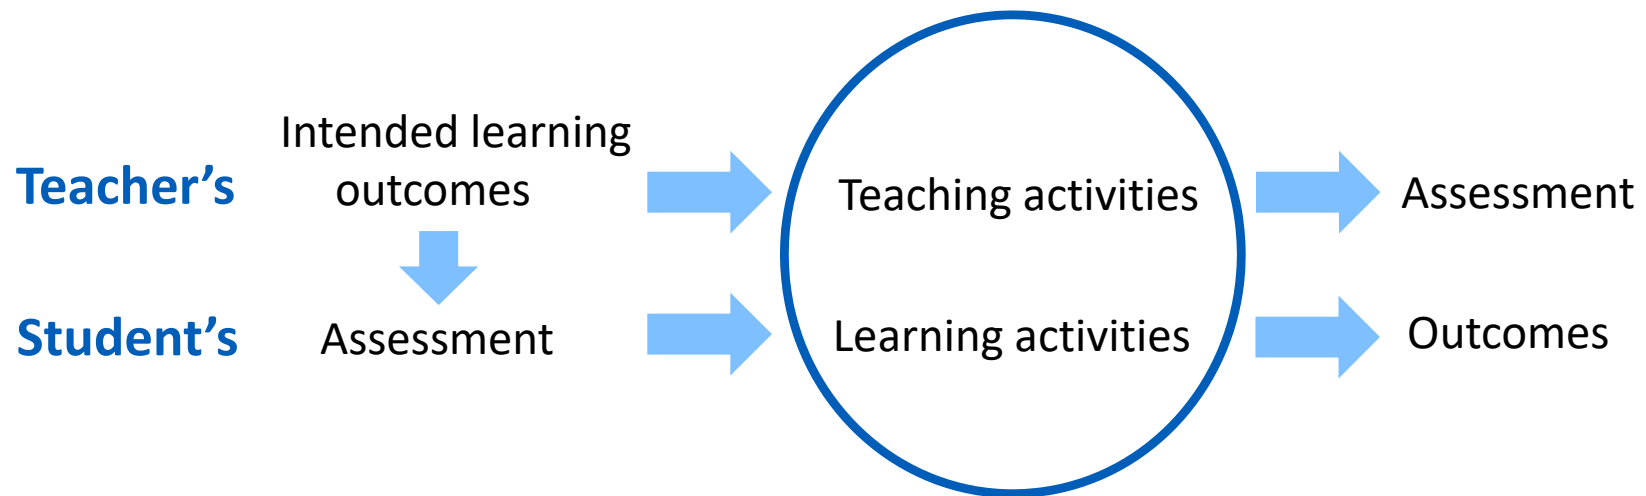 Intended learning
Teacher's outcomes Teaching activities Assessment
Student's Assessment Learning activities Outcomes